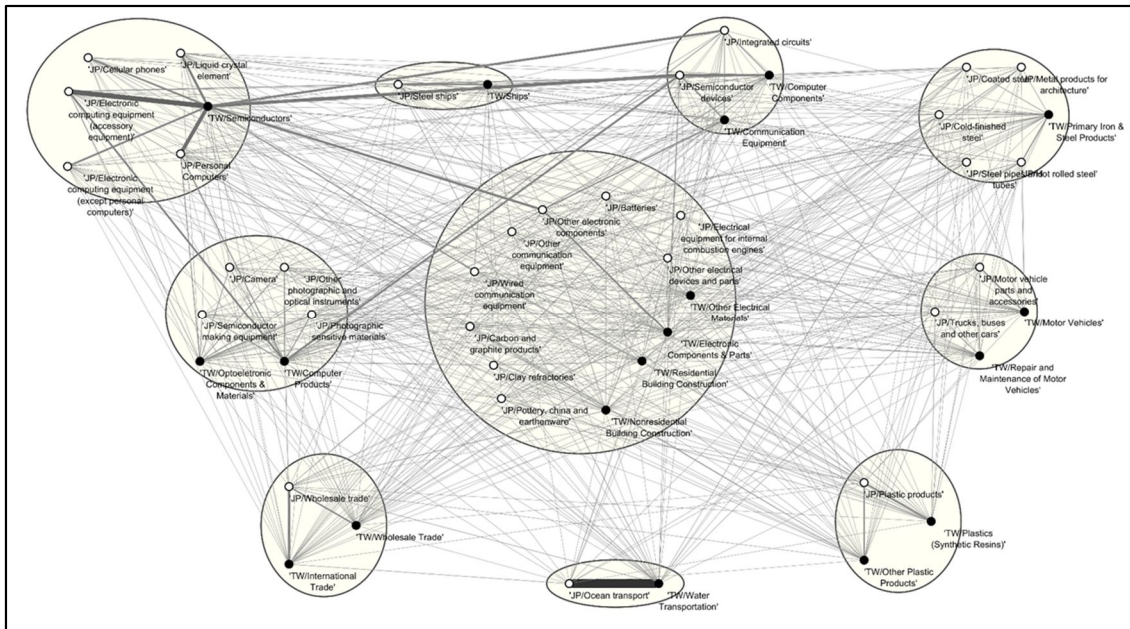 'JP/Cellular phones'
'JP/Liquid crystal
element'
'JP/Electronic
computing equipment
(accessory
equipment)'
'TW/Semiconductors'
'JP/Personal
Computers'
'JP/Electronic
computing equipment
(except personal
computers)'
'JP/Steel ships'
'TW/Ships'
'JP/Integrated circuits'
'JP/Semiconductor
devices'
'TW/Computer
Components'
'TW/Communication
Equipment'
'JP/Coated steel'
'JP/Metal products for
architecture'
'JP/Cold-finished
steel'
'TW/Primary Iron &
Steel Products'
'JP/Steel pipes and
tubes'
'JP/Hot rolled steel'
'JP/Camera'
'JP/Other
photographic and
optical instruments'
'JP/Semiconductor
making equipment'
'JP/Photographic
sensitive materials'
'TW/Optoeletronic
Components &
Materials'
'TW/Computer
Products'
'JP/Batteries'
'JP/Other electronic
components'
'JP/Electrical
equipment for internal
combustion engines'
'JP/Other
communication
equipment'
'JP/Other electrical
devices and parts'
'JP/Wired
communication
equipment'
'TW/Other Electrical
Materials'
'JP/Carbon and
graphite products'
'TW/Electronic
Components & Parts'
'JP/Clay refractories'
'TW/Residential
Building Construction'
'JP/Pottery, china and
earthenware'
'TW/Nonresidential
Building Construction'
'JP/Motor vehicle
parts and
accessories'
'JP/Trucks, buses
and other cars'
'TW/Motor Vehicles'
'TW/Repair and
Maintenance of Motor
Vehicles'
'JP/Wholesale trade'
'TW/Wholesale Trade'
'TW/International
Trade'
'JP/Ocean transport'
'TW/Water
Transportation'
'JP/Plastic products'
'TW/Plastics
(Synthetic Resins)'
'TW/Other Plastic
Products'